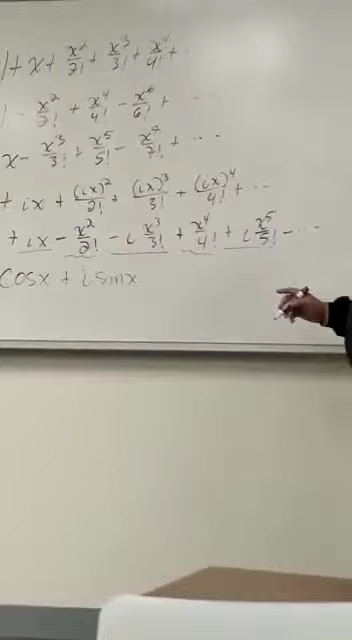 1 + x + x²/2! + x³/3! + x⁴/4! + ...
1 - x²/2! + x⁴/4! - x⁶/6! + ...
x - x³/3! + x⁵/5! - x⁷/7! + ...
+ ix + (ix)²/2! + (ix)³/3! + (ix)⁴/4! + ...
+ ix - x²/2! - i x³/3! + x⁴/4! + i x⁵/5! - ...
cosx + i sinx